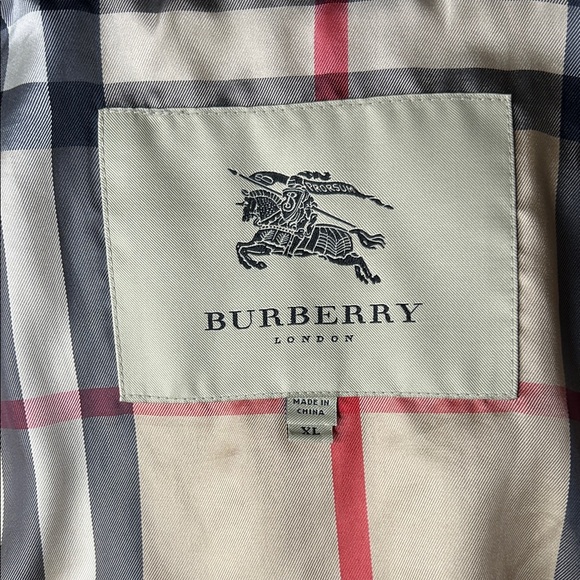 PRORSUM
BURBERRY
LONDON
MADE IN
CHINA
XL